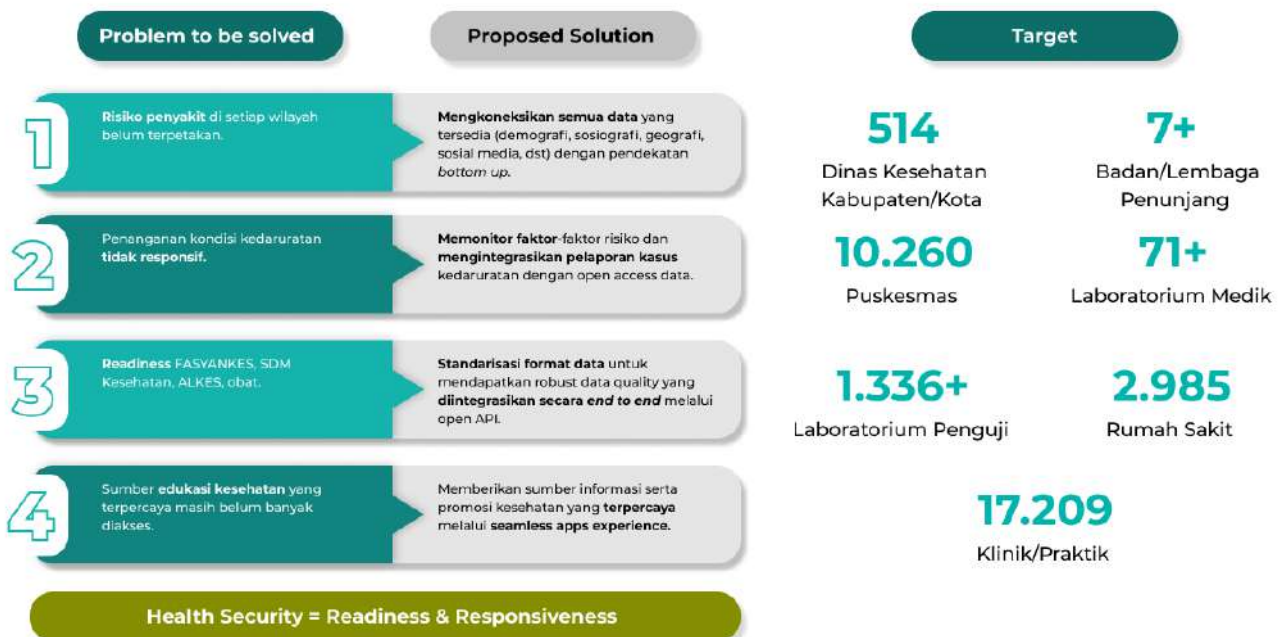 Problem to be solved
Proposed Solution
Target
1
Risiko penyakit di setiap wilayah
belum terpetakan.
Mengkoneksikan semua data yang
tersedia (demografi, sosiografi, geografi,
sosial media, dst) dengan pendekatan
bottom up.
2
Penanganan kondisi kedaruratan
tidak responsif.
Memonitor faktor-faktor risiko dan
mengintegrasikan pelaporan kasus
kedaruratan dengan open access data.
3
Readiness FASYANKES, SDM
Kesehatan, ALKES, obat.
Standarisasi format data untuk
mendapatkan robust data quality yang
diintegrasikan secara end to end melalui
open API.
4
Sumber edukasi kesehatan yang
terpercaya masih belum banyak
diakses.
Memberikan sumber informasi serta
promosi kesehatan yang terpercaya
melalui seamless apps experience.
Health Security = Readiness & Responsiveness
514
Dinas Kesehatan
Kabupaten/Kota
7+
Badan/Lembaga
Penunjang
10.260
Puskesmas
71+
Laboratorium Medik
1.336+
Laboratorium Penguji
2.985
Rumah Sakit
17.209
Klinik/Praktik